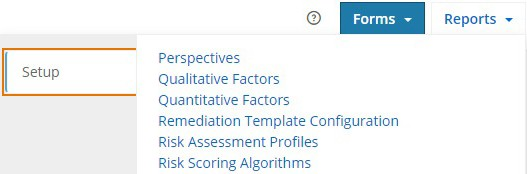 Forms Reports
Setup
Perspectives
Qualitative Factors
Quantitative Factors
Remediation Template Configuration
Risk Assessment Profiles
Risk Scoring Algorithms